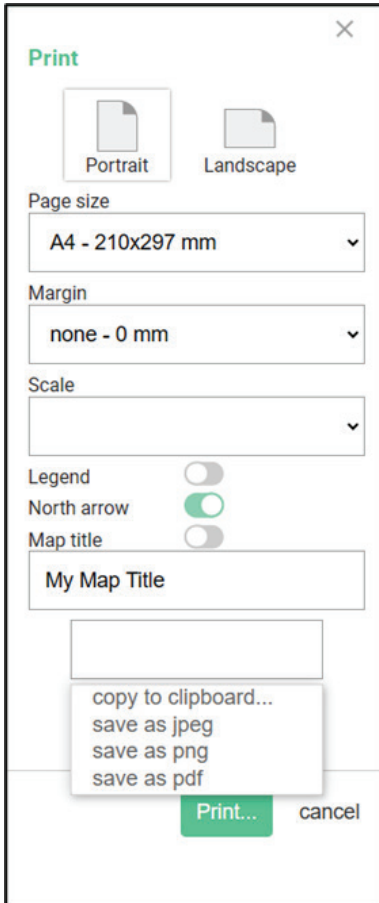 Print
Portrait Landscape
Page size
A4 - 210x297 mm
Margin
none - 0 mm
Scale
Legend
North arrow
Map title
My Map Title
copy to clipboard...
save as jpeg
save as png
save as pdf
Print... cancel